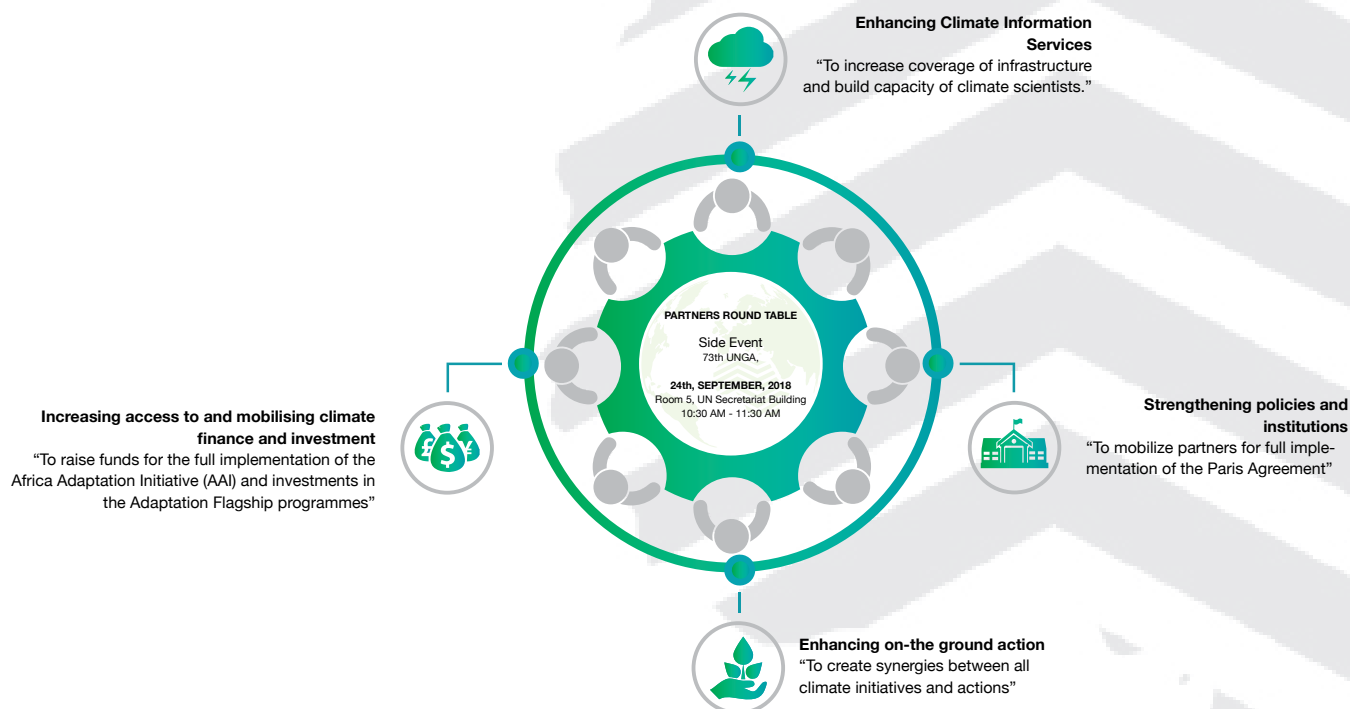 Enhancing Climate Information
Services
“To increase coverage of infrastructure
and build capacity of climate scientists.”
PARTNERS ROUND TABLE
Side Event
73th UNGA,
24th, SEPTEMBER, 2018
Room 5, UN Secretariat Building
10:30 AM - 11:30 AM
Increasing access to and mobilising climate
finance and investment
“To raise funds for the full implementation of the
Africa Adaptation Initiative (AAI) and investments in
the Adaptation Flagship programmes”
£ $ ¥
Strengthening policies and
institutions
“To mobilize partners for full imple-
mentation of the Paris Agreement”
Enhancing on-the ground action
“To create synergies between all
climate initiatives and actions”